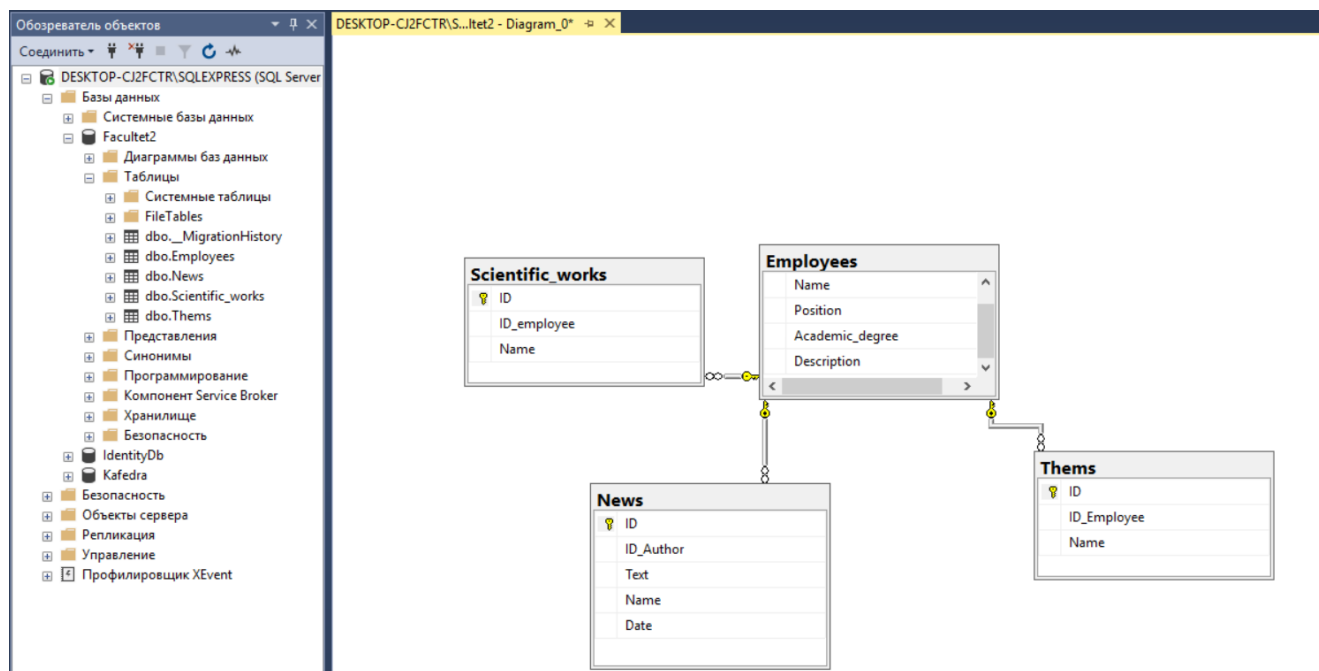 Обозреватель объектов
Соединить
DESKTOP-CJ2FCTR\SQLEXPRESS (SQL Server
Базы данных
Системные базы данных
Facultet2
Диаграммы баз данных
Таблицы
Системные таблицы
FileTables
dbo.__MigrationHistory
dbo.Employees
dbo.News
dbo.Scientific_works
dbo.Thems
Представления
Синонимы
Программирование
Компонент Service Broker
Хранилище
Безопасность
IdentityDb
Kafedra
Безопасность
Объекты сервера
Репликация
Управление
Профилировщик XEvent
DESKTOP-CJ2FCTR\S...ltet2 - Diagram_0*
Scientific_works
ID
ID_employee
Name
Employees
Name
Position
Academic_degree
Description
News
ID
ID_Author
Text
Name
Date
Thems
ID
ID_Employee
Name